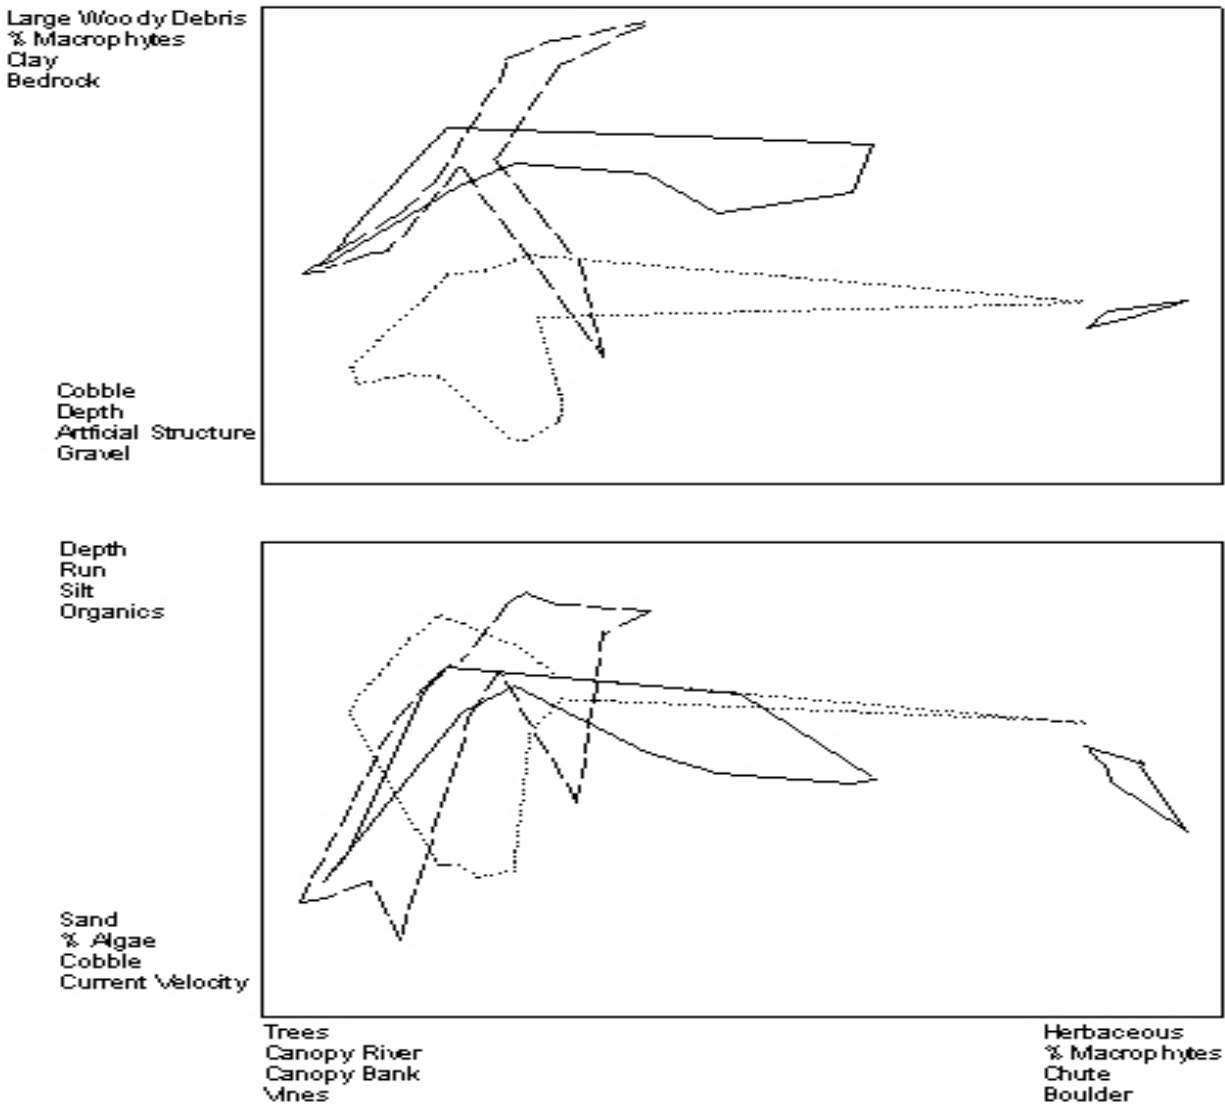 Large Woody Debris
% Macrophytes
Clay
Bedrock
Cobble
Depth
Artficial Structure
Gravel
Depth
Run
Silt
Organics
Sand
% Algae
Cobble
Current Velocity
Trees
Canopy River
Canopy Bank
Vines
Herbaceous
% Macrophytes
Chute
Boulder